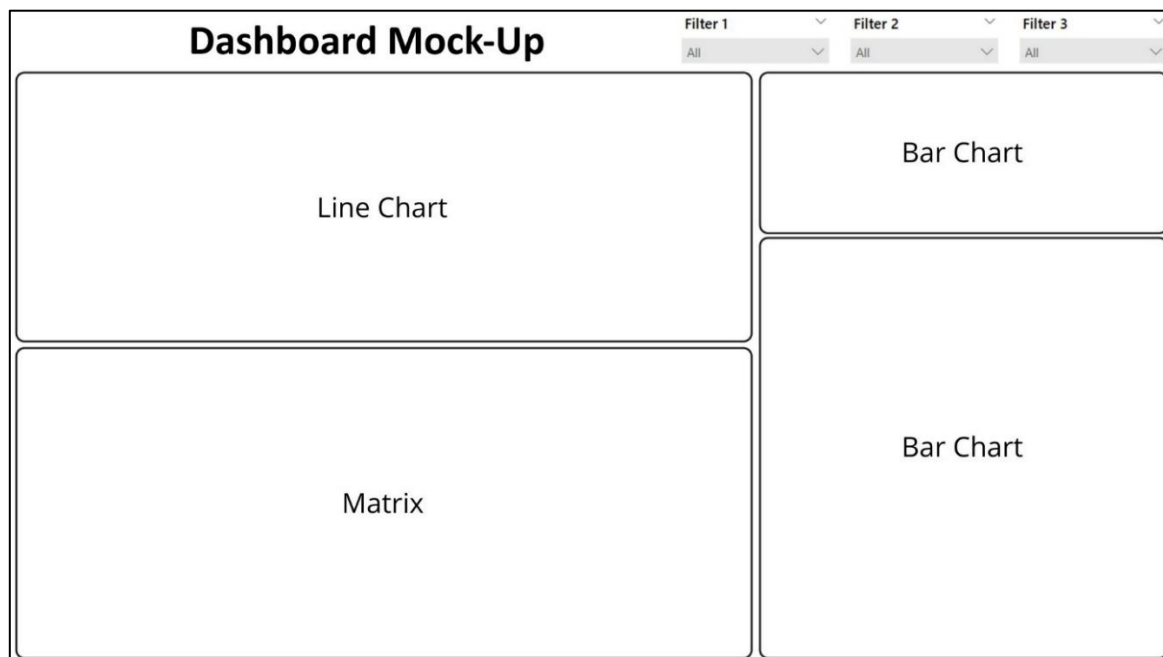 Dashboard Mock-Up
Filter 1
All
Filter 2
All
Filter 3
All
Line Chart
Bar Chart
Matrix
Bar Chart